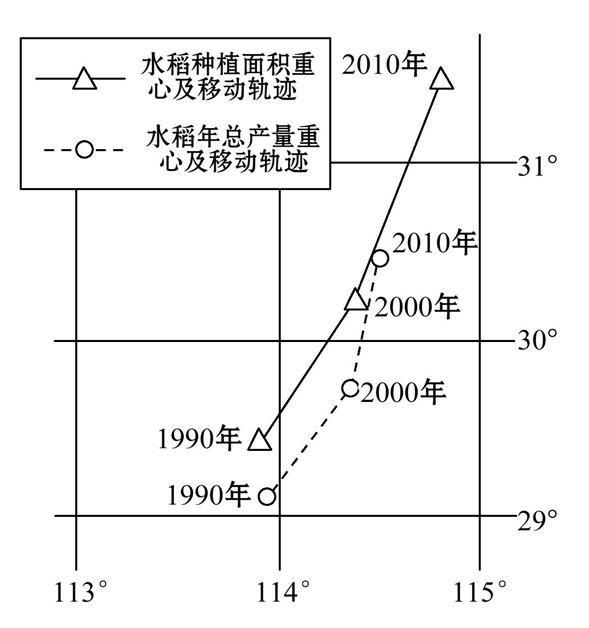 水稻种植面积重
心及移动轨迹
水稻年总产量重
心及移动轨迹
2010年
31°
2010年
2000年
30°
2000年
1990年
1990年
29°
113°
114°
115°